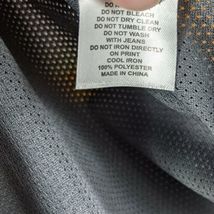 DO NOT BLEACH
DO NOT DRY CLEAN
DO NOT TUMBLE DRY
DO NOT WASH
WITH JEANS
DO NOT IRON DIRECTLY
ON PRINT
COOL IRON
100% POLYESTER
MADE IN CHINA